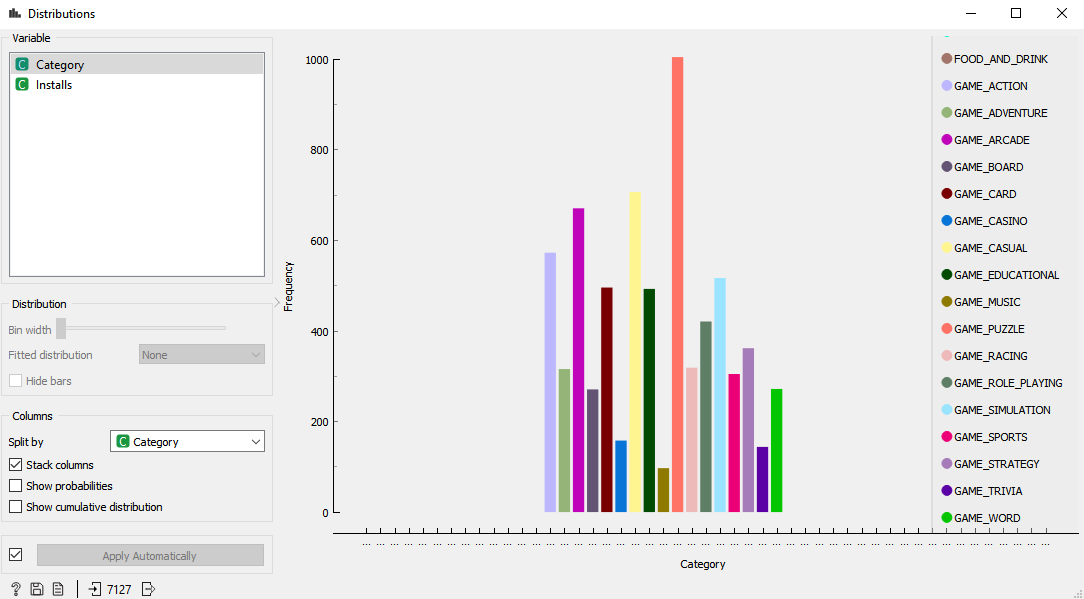 Distributions
Variable
Category
Installs
Distribution
Bin width
Fitted distribution
None
Hide bars
Columns
Split by
Category
Stack columns
Show probabilities
Show cumulative distribution
Apply Automatically
7127
Frequency
1000
800
600
400
200
0
... ... ... ... ... ... ... ... ... ... ... ... ... ... ... ... ... ... ... ... ... ... ... ... ... ... ... ... ... ... ... ... ... ... ... ... ... ... ... ... ... ... ... ... ... ... ... ... ...
Category
FOOD_AND_DRINK
GAME_ACTION
GAME_ADVENTURE
GAME_ARCADE
GAME_BOARD
GAME_CARD
GAME_CASINO
GAME_CASUAL
GAME_EDUCATIONAL
GAME_MUSIC
GAME_PUZZLE
GAME_RACING
GAME_ROLE_PLAYING
GAME_SIMULATION
GAME_SPORTS
GAME_STRATEGY
GAME_TRIVIA
GAME_WORD